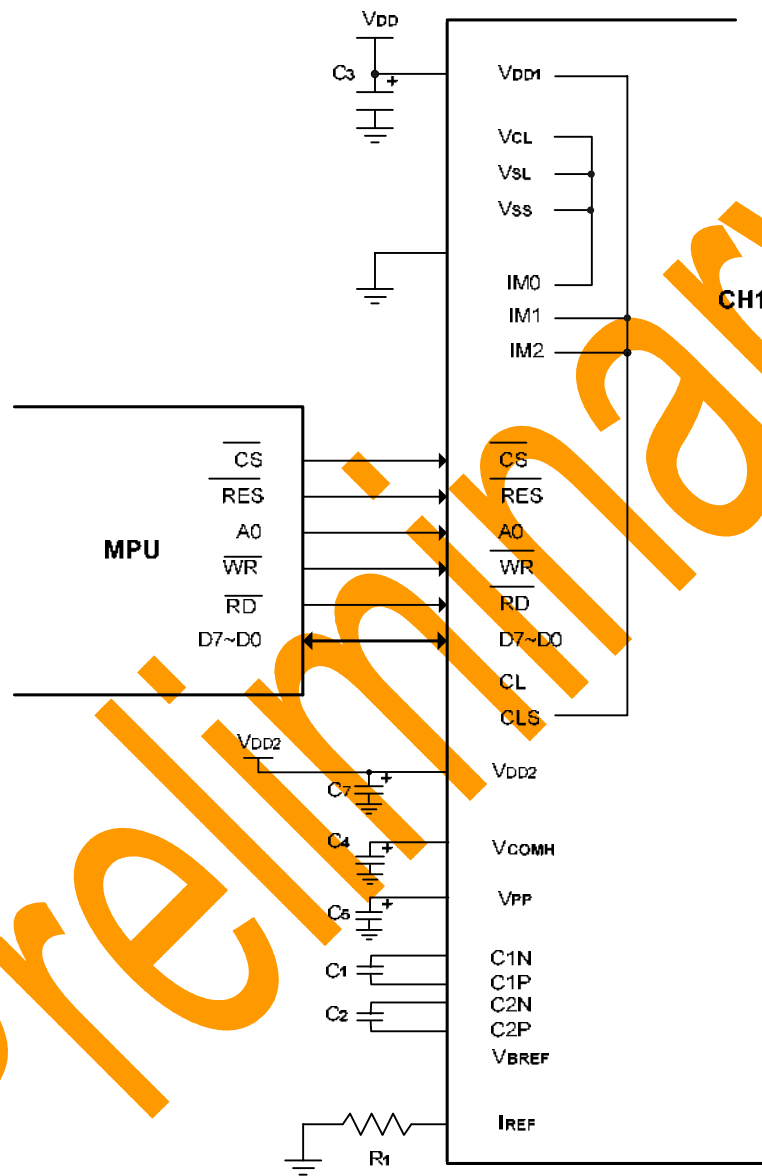 VDD
C3
VDD1
VCL
VSL
VSS
IM0
IM1
IM2
CH1
MPU
CS
RES
A0
WR
RD
D7~D0
CS
RES
A0
WR
RD
D7~D0
CL
CLS
VDD2
C7
VDD2
C4
VCOMH
C5
VPP
C1
C1N
C1P
C2
C2N
C2P
VBREF
IREF
R1
Preliminar